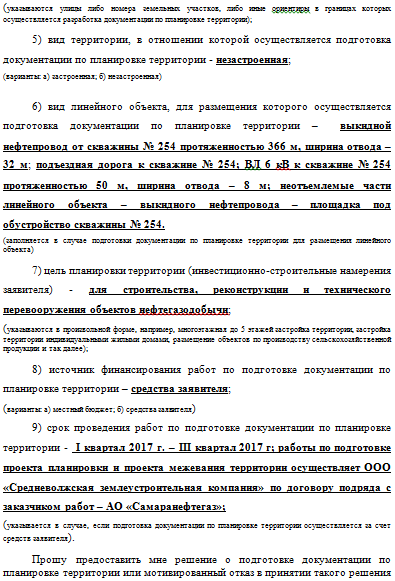 (указываются улицы либо номера земельных участков, либо иные ориентиры в границах которых
осуществляется разработка документации по планировке территории);
5) вид территории, в отношении которой осуществляется подготовка
документации по планировке территории - незастроенная;
(варианты: а) застроенная; б) незастроенная)
6) вид линейного объекта, для размещения которого осуществляется
подготовка документации по планировке территории – выкидной
нефтепровод от скважины № 254 протяженностью 366 м, ширина отвода –
32 м; подъездная дорога к скважине № 254; ВЛ 6 кВ к скважине № 254
протяженностью 50 м, ширина отвода – 8 м; неотъемлемые части
линейного объекта – выкидного нефтепровода – площадка под
обустройство скважины № 254.
(заполняется в случае подготовки документации по планировке территории для размещения линейного
объекта)
7) цель планировки территории (инвестиционно-строительные намерения
заявителя) - для строительства, реконструкции и технического
перевооружения объектов нефтегазодобычи;
(указываются в произвольной форме, например, многоэтажная до 5 этажей застройка территории, застройка
территории индивидуальными жилыми домами, размещение объектов по производству сельскохозяйственной
продукции и так далее);
8) источник финансирования работ по подготовке документации по
планировке территории – средства заявителя;
(варианты: а) местный бюджет; б) средства заявителя)
9) срок проведения работ по подготовке документации по планировке
территории - I квартал 2017 г. – III квартал 2017 г; работы по подготовке
проекта планировки и проекта межевания территории осуществляет ООО
«Средневолжская землеустроительная компания» по договору подряда с
заказчиком работ – АО «Самаранефтегаз»;
(указывается в случае, если подготовка документации по планировке территории осуществляется за счет
средств заявителя).
Прошу предоставить мне решение о подготовке документации по
планировке территории или мотивированный отказ в принятии такого решения